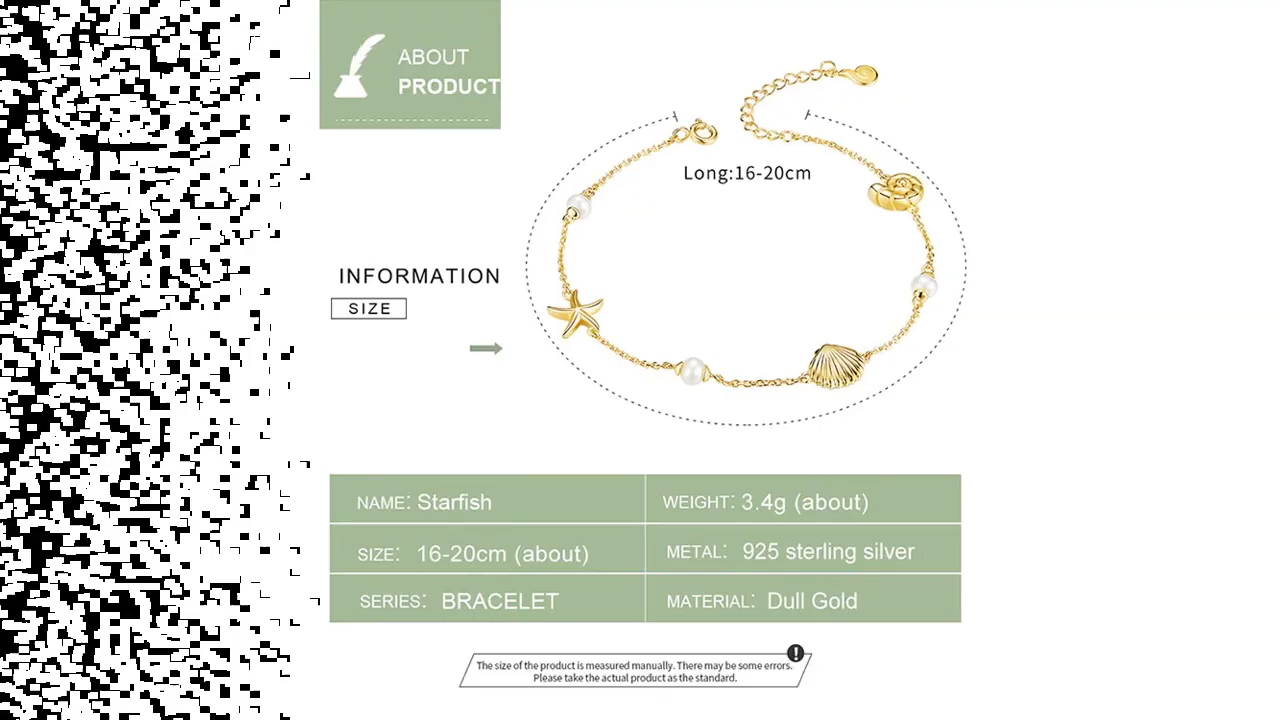 ABOUT
PRODUCT
Long:16-20cm
INFORMATION
SIZE
NAME: Starfish
WEIGHT: 3.4g (about)
SIZE: 16-20cm (about)
METAL: 925 sterling silver
SERIES: BRACELET
MATERIAL: Dull Gold
The size of the product is measured manually. There may be some errors.
Please take the actual product as the standard.